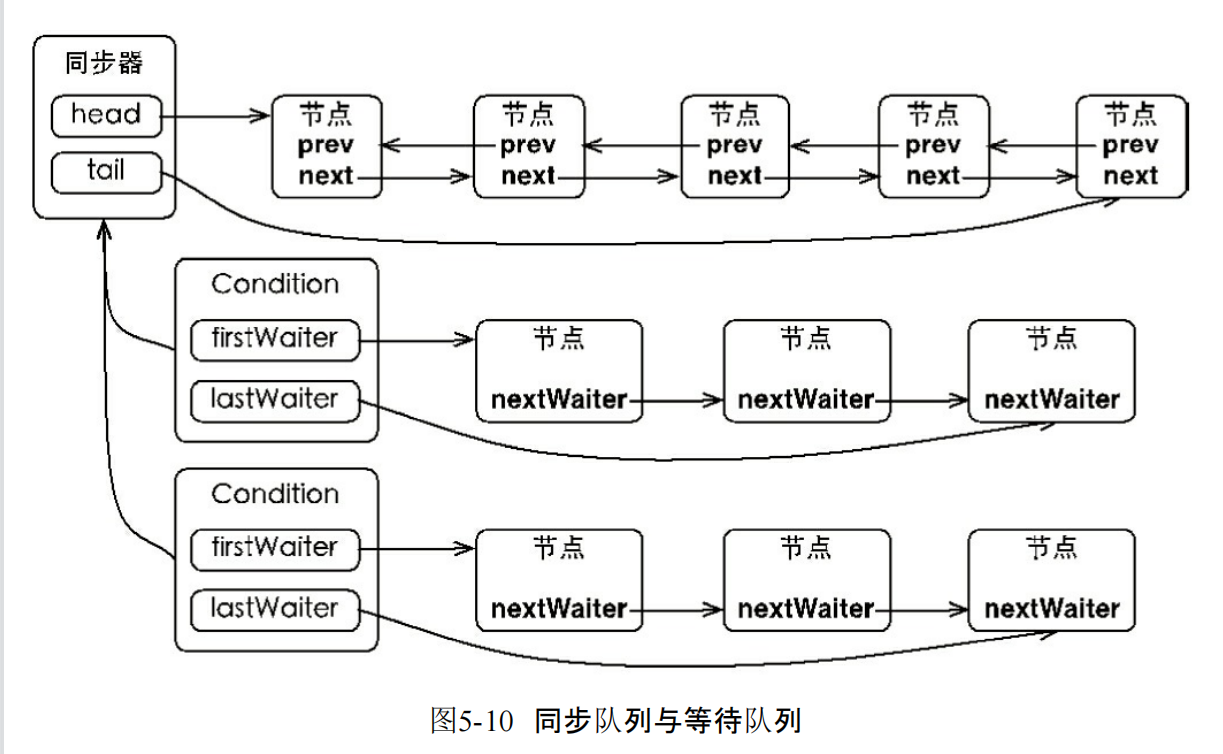 同步器
head
tail
节点 节点 节点 节点 节点
prev prev prev prev prev
next next next next next
Condition
firstWaiter
lastWaiter
节点 节点 节点
nextWaiter nextWaiter nextWaiter
Condition
firstWaiter
lastWaiter
节点 节点 节点
nextWaiter nextWaiter nextWaiter
图5-10 同步队列与等待队列